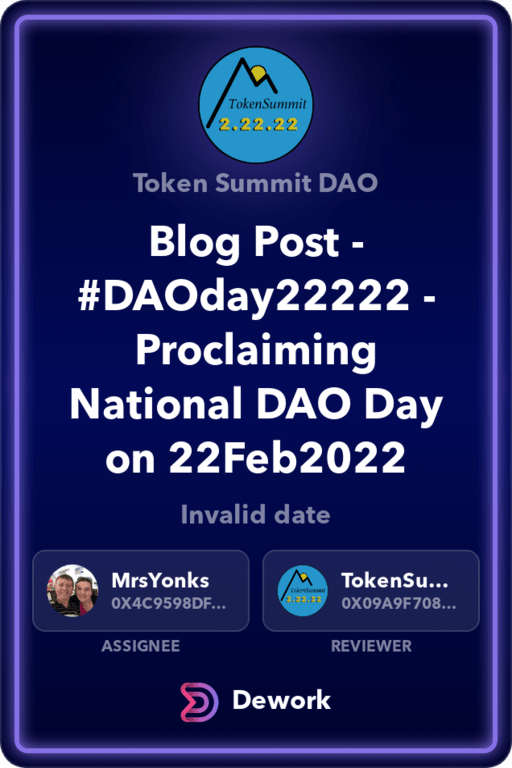 TokenSummit
2.22.22
Token Summit DAO
Blog Post -
#DAOday22222 -
Proclaiming
National DAO Day
on 22Feb2022
Invalid date
MrsYonks
0X4C9598DF...
TokenSu...
0X09A9F708...
ASSIGNEE
REVIEWER
Dework